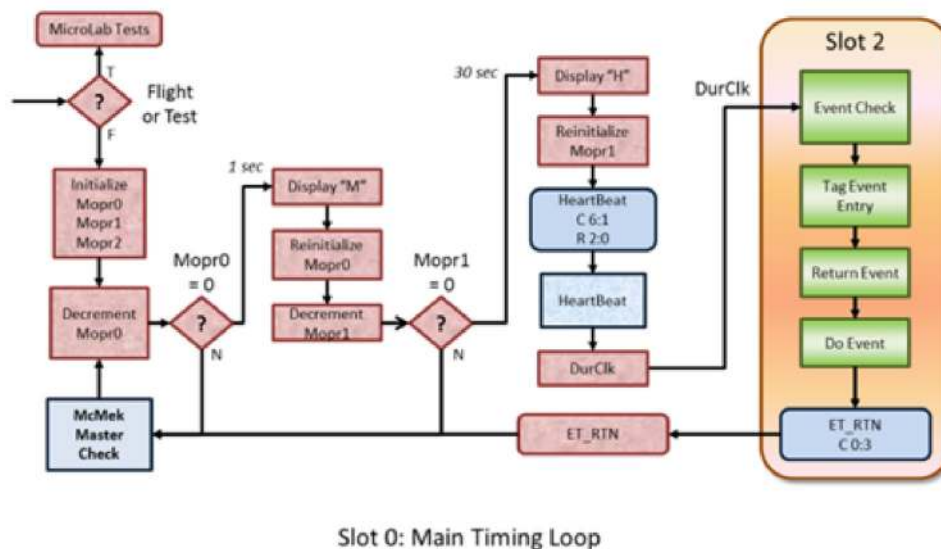 MicroLab Tests
T
?
Flight
or Test
F
Initialize
Mopr0
Mopr1
Mopr2
Decrement
Mopr0
McMek
Master
Check
Mopr0
= 0
?
N
1 sec
Display "M"
Reinitialize
Mopr0
Decrement
Mopr1
Mopr1
= 0
?
N
30 sec
Display "H"
Reinitialize
Mopr1
HeartBeat
C 6:1
R 2:0
HeartBeat
DurClk
ET_RTN
DurClk
Slot 2
Event Check
Tag Event
Entry
Return Event
Do Event
ET_RTN
C 0:3
Slot 0: Main Timing Loop